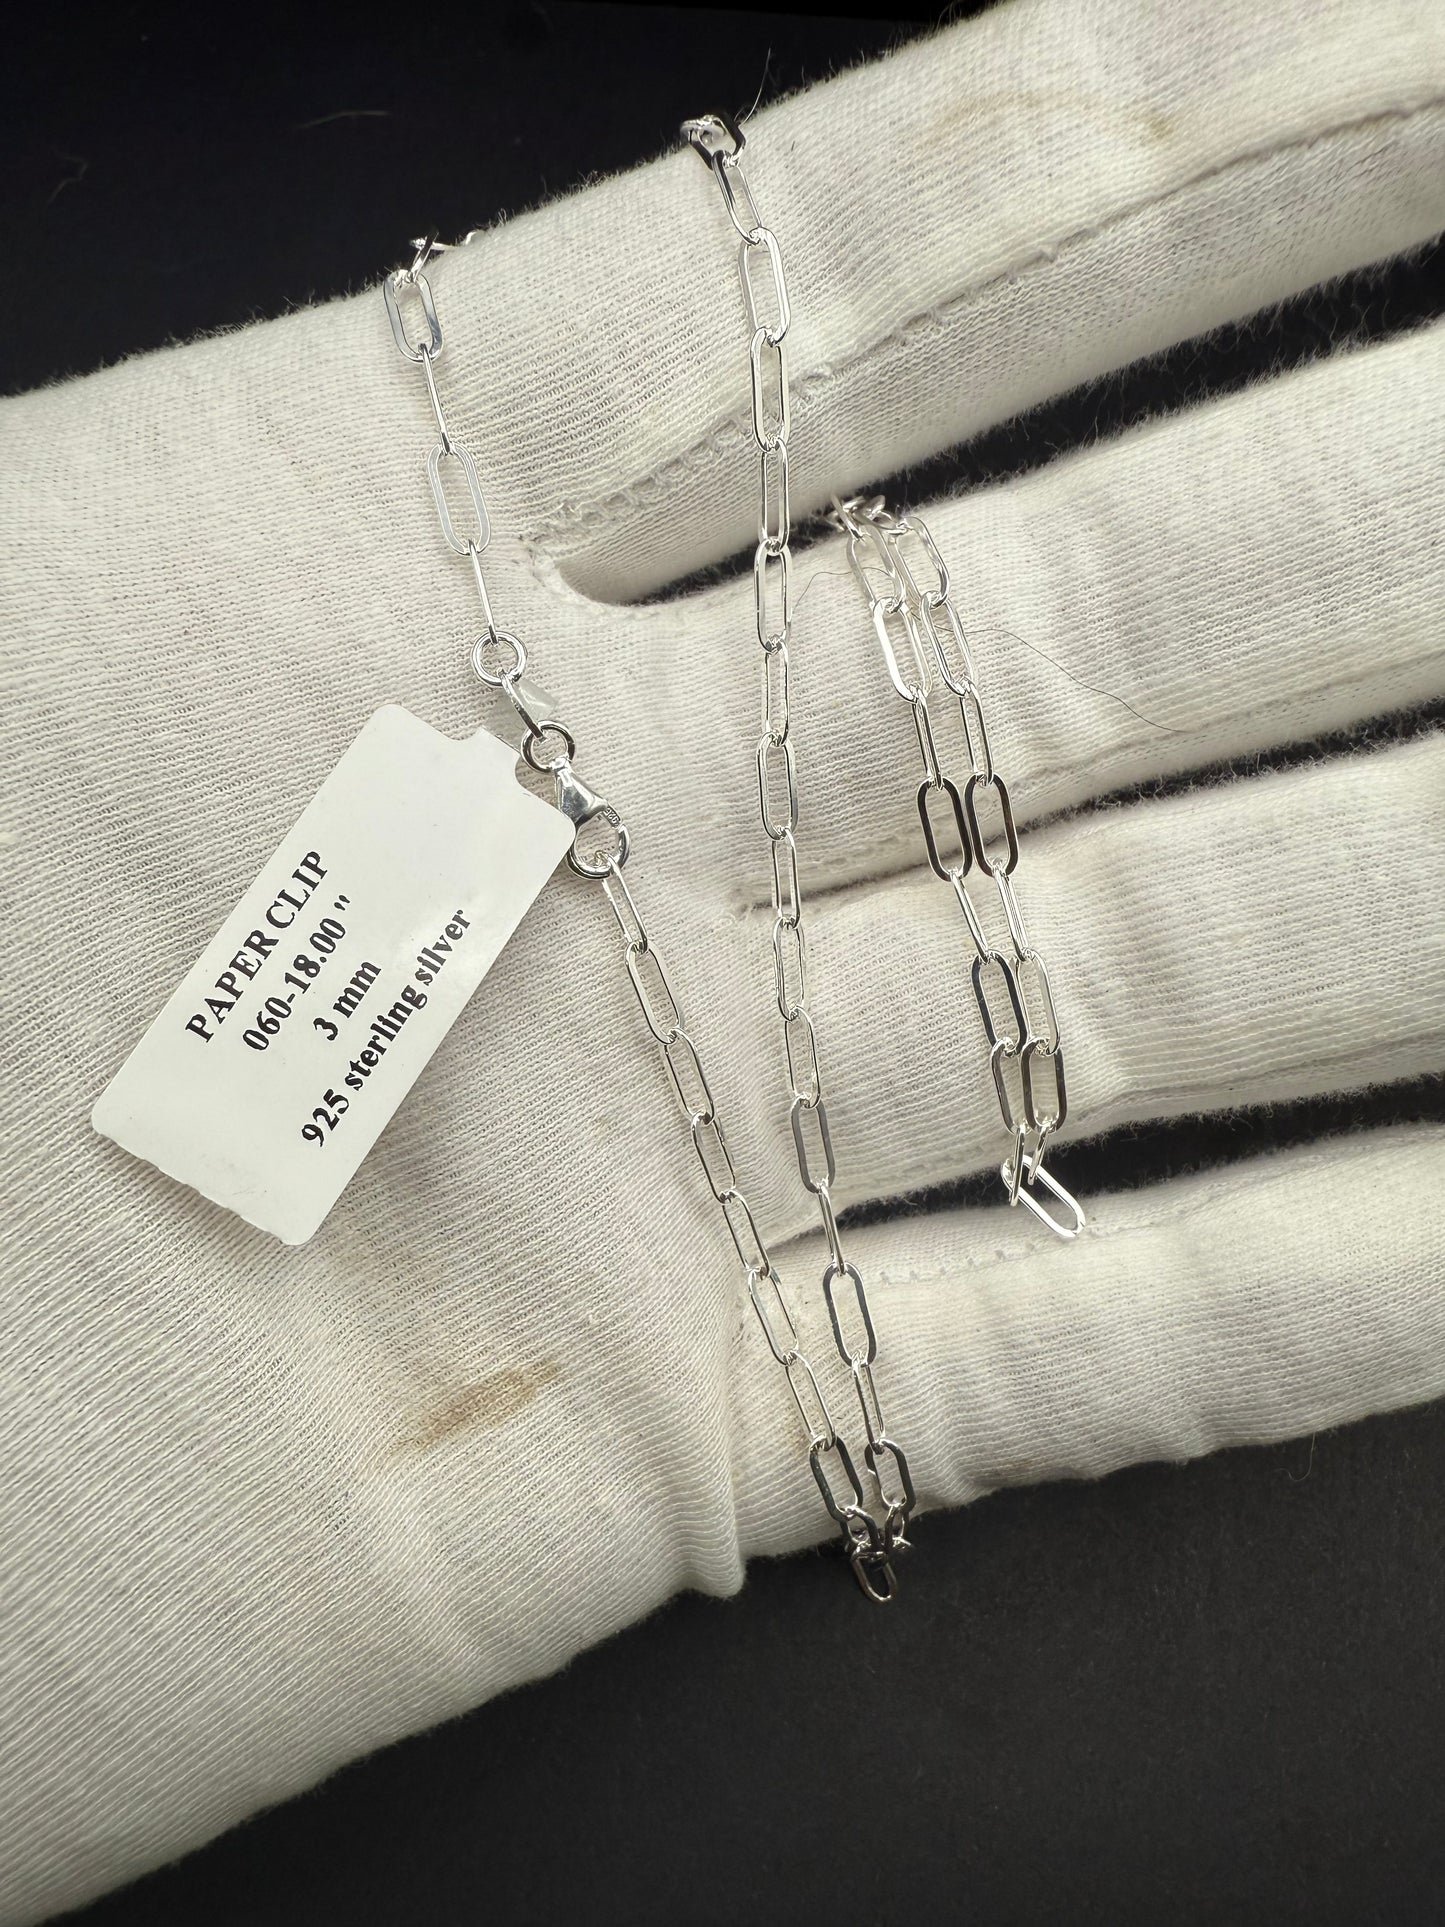 PAPER CLIP
060-18.00"
3 mm
925 sterling silver